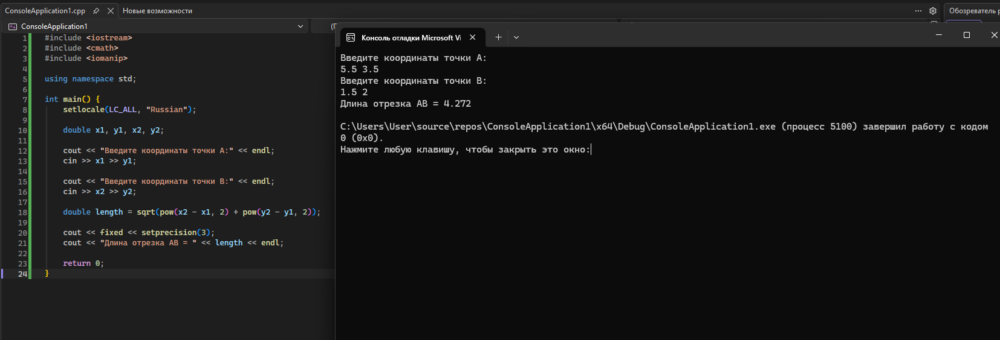 ConsoleApplication1.cpp
Новые возможности
Обозреватель
ConsoleApplication1
1 #include <iostream>
2 #include <cmath>
3 #include <iomanip>
4
5 using namespace std;
6
7 int main() {
8 setlocale(LC_ALL, "Russian");
9
10 double x1, y1, x2, y2;
11
12 cout << "Введите координаты точки A:" << endl;
13 cin >> x1 >> y1;
14
15 cout << "Введите координаты точки B:" << endl;
16 cin >> x2 >> y2;
17
18 double length = sqrt(pow(x2 - x1, 2) + pow(y2 - y1, 2));
19
20 cout << fixed << setprecision(3);
21 cout << "Длина отрезка AB = " << length << endl;
22
23 return 0;
24 }
Консоль отладки Microsoft Vi
Введите координаты точки A:
5.5 3.5
Введите координаты точки B:
1.5 2
Длина отрезка AB = 4.272
C:\Users\User\source\repos\ConsoleApplication1\x64\Debug\ConsoleApplication1.exe (процесс 5100) завершил работу с кодом
0 (0x0).
Нажмите любую клавишу, чтобы закрыть это окно: